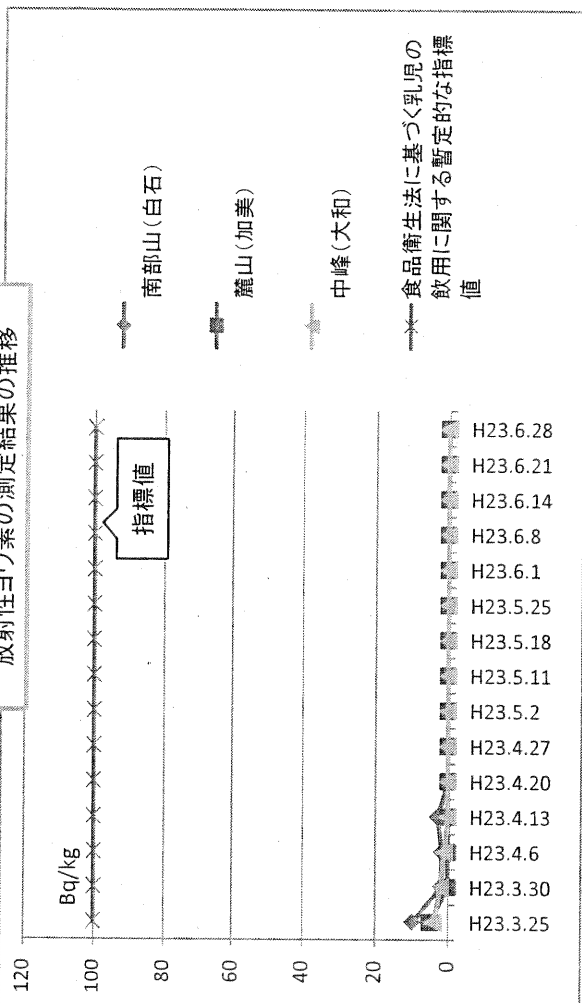 放射性ヨウ素の測定結果の推移
120
100
80
60
40
20
0
Bq/kg
指標値
H23.3.25
H23.3.30
H23.4.6
H23.4.13
H23.4.20
H23.4.27
H23.5.2
H23.5.11
H23.5.18
H23.5.25
H23.6.1
H23.6.8
H23.6.14
H23.6.21
H23.6.28
南部山(白石)
麓山(加美)
中峰(大和)
食品衛生法に基づく乳児の
飲用に関する暫定的な指標
値